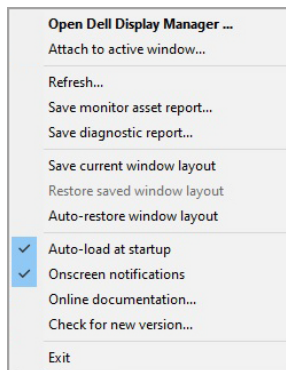 Open Dell Display Manager ...
Attach to active window...
Refresh...
Save monitor asset report...
Save diagnostic report...
Save current window layout
Restore saved window layout
Auto-restore window layout
Auto-load at startup
Onscreen notifications
Online documentation...
Check for new version...
Exit